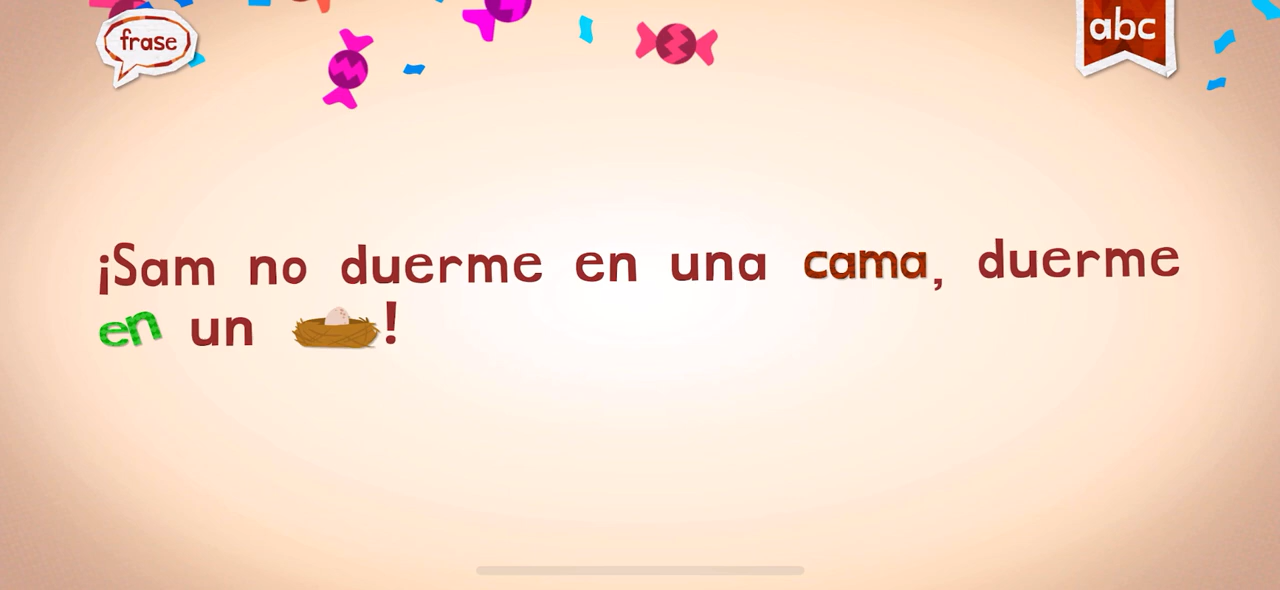 frase
abc
¡Sam no duerme en una cama, duerme
en un !